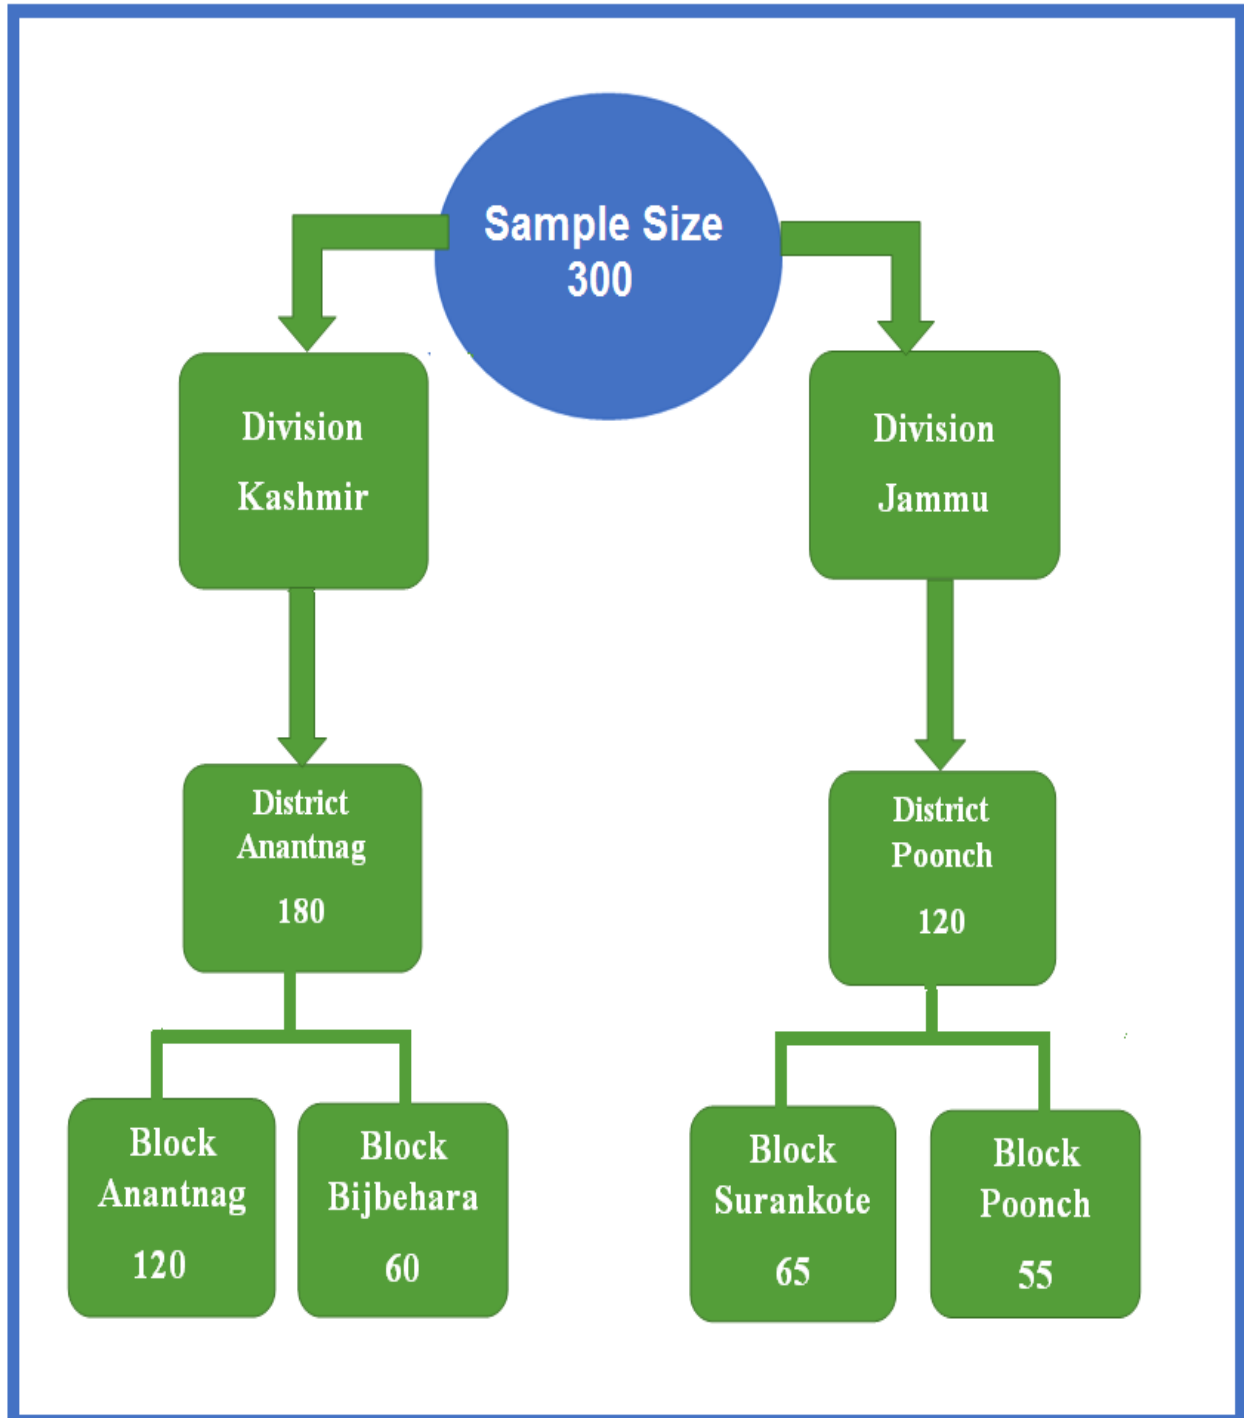 Sample Size
300
Division
Kashmir
Division
Jammu
District
Anantnag
180
District
Poonch
120
Block
Anantnag
120
Block
Bijbehara
60
Block
Surankote
65
Block
Poonch
55